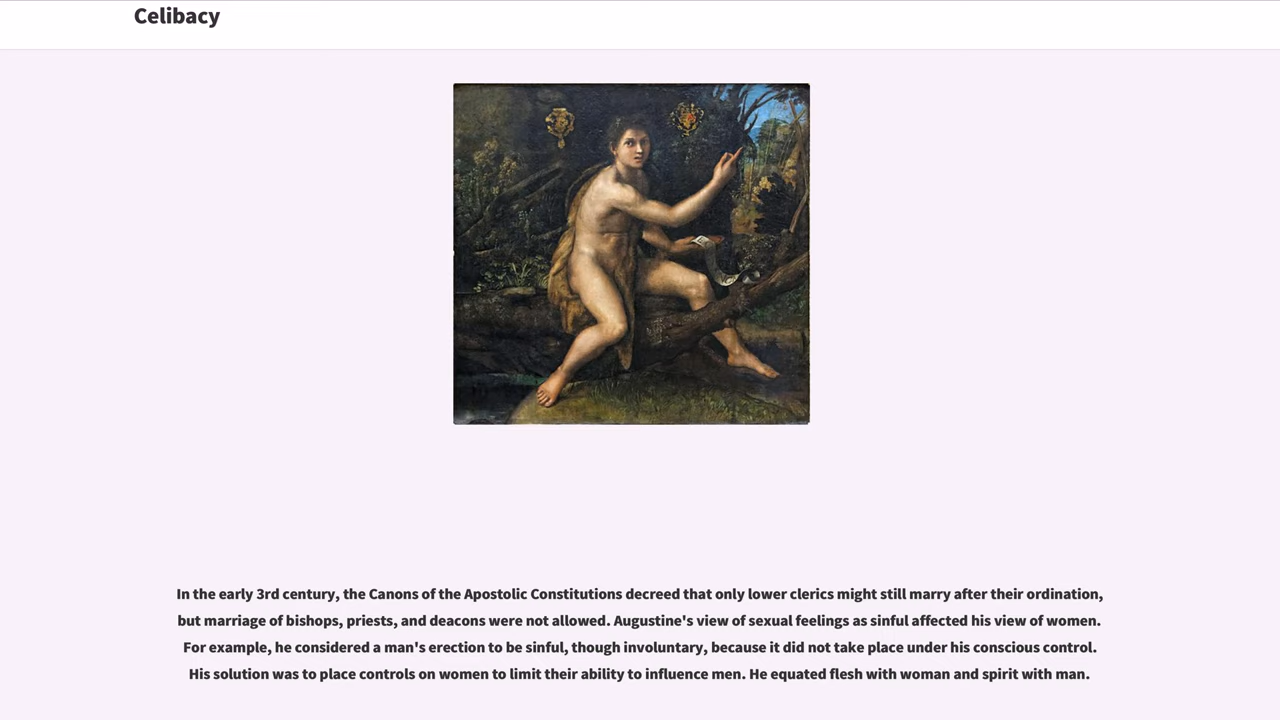 Celibacy
In the early 3rd century, the Canons of the Apostolic Constitutions decreed that only lower clerics might still marry after their ordination,
but marriage of bishops, priests, and deacons were not allowed. Augustine's view of sexual feelings as sinful affected his view of women.
For example, he considered a man's erection to be sinful, though involuntary, because it did not take place under his conscious control.
His solution was to place controls on women to limit their ability to influence men. He equated flesh with woman and spirit with man.